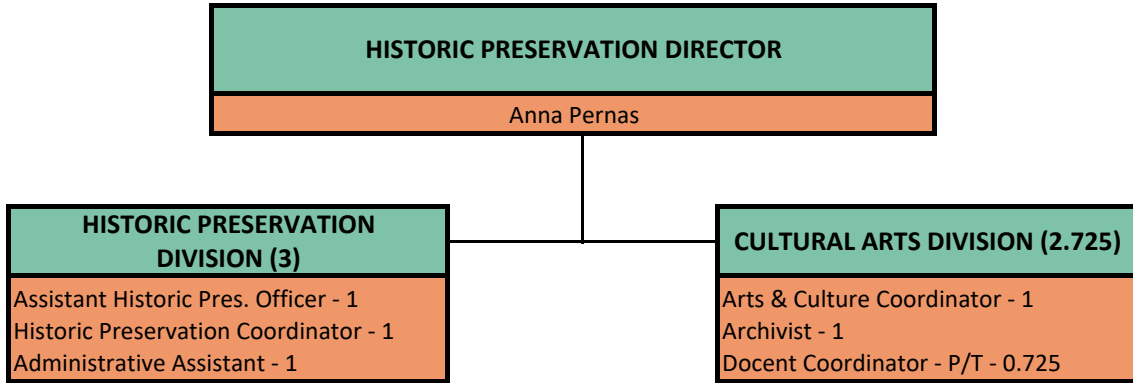 HISTORIC PRESERVATION DIRECTOR
Anna Pernas
HISTORIC PRESERVATION
DIVISION (3)
Assistant Historic Pres. Officer - 1
Historic Preservation Coordinator - 1
Administrative Assistant - 1
CULTURAL ARTS DIVISION (2.725)
Arts & Culture Coordinator - 1
Archivist - 1
Docent Coordinator - P/T - 0.725